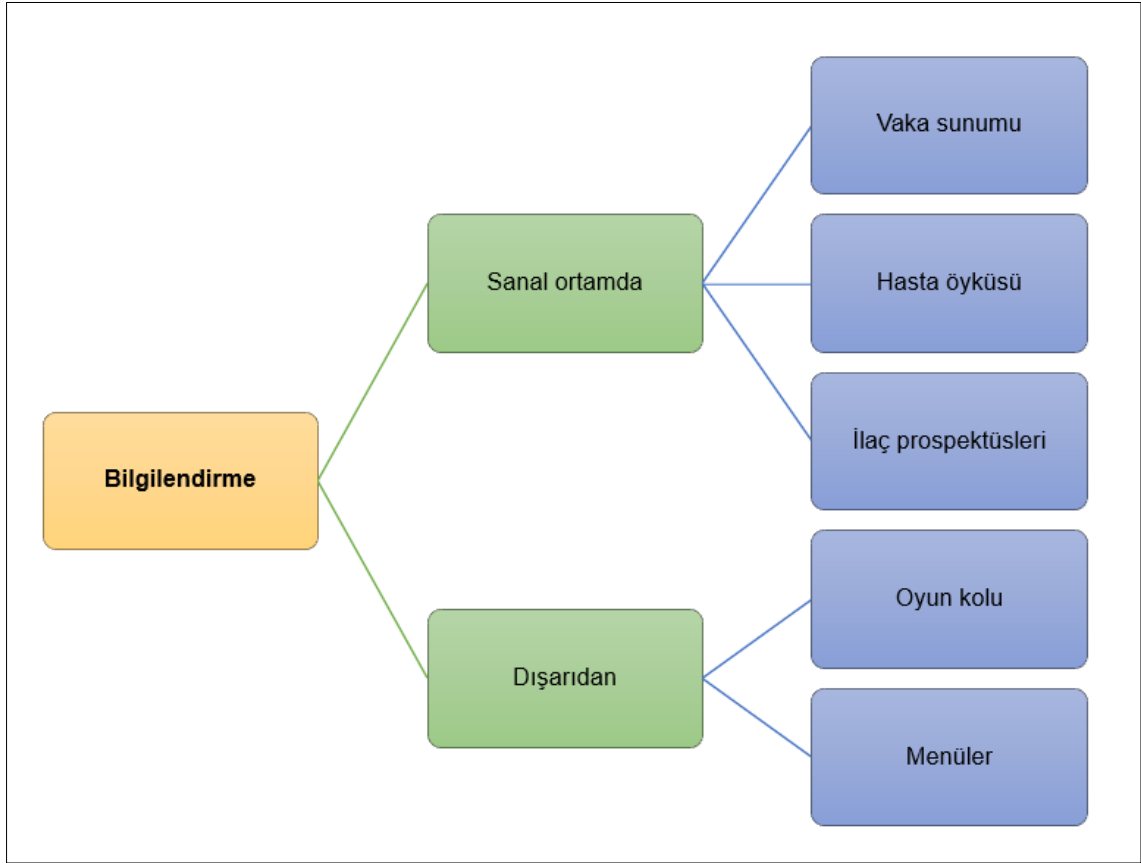 Bilgilendirme
Sanal ortamda
Vaka sunumu
Hasta öyküsü
İlaç prospektüsleri
Dışarıdan
Oyun kolu
Menüler